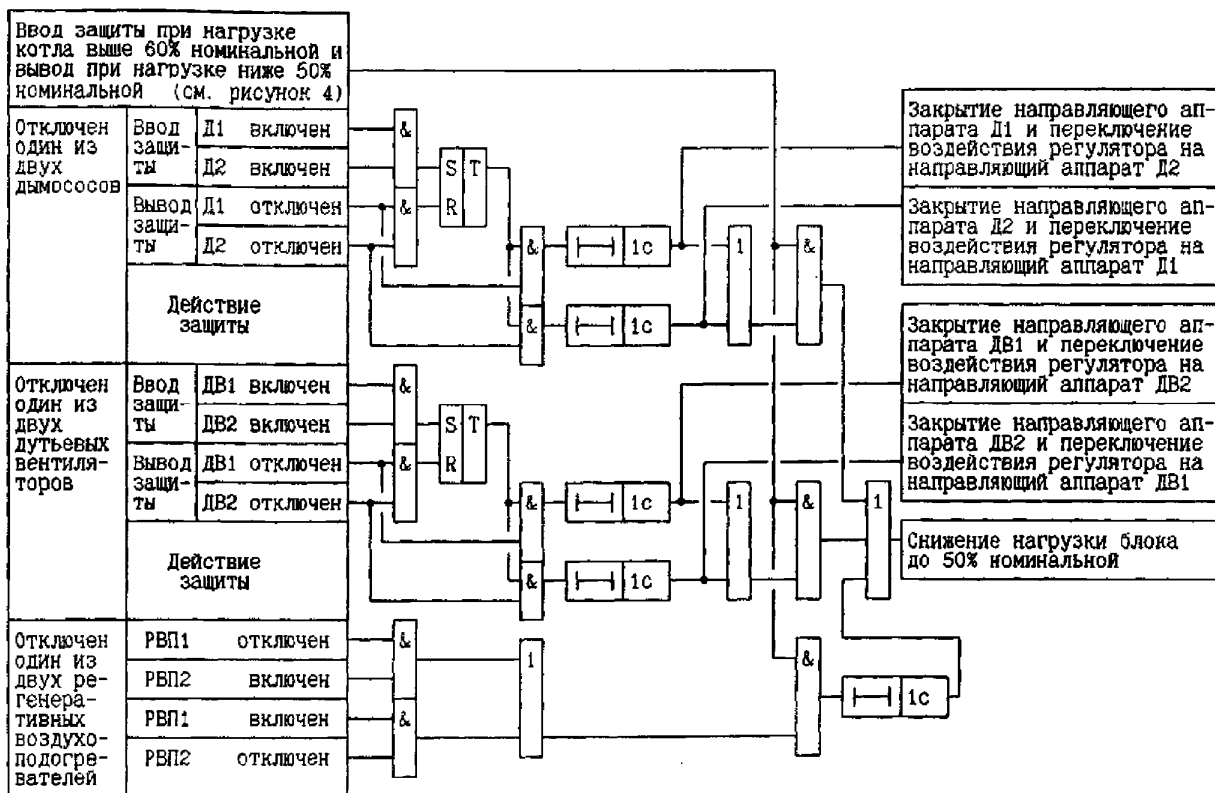 Ввод защиты при нагрузке
котла выше 60% номинальной и
вывод при нагрузке ниже 50%
номинальной (см. рисунок 4)
Отключен
один из
двух
дымососов
Ввод
защи-
ты
Д1 включен
Д2 включен
Вывод
защи-
ты
Д1 отключен
Д2 отключен
Действие
защиты
&
&
S T
R
&
&
1с
1с
1
&
Закрытие направляющего ап-
парата Д1 и переключение
воздействия регулятора на
направляющий аппарат Д2
Закрытие направляющего ап-
парата Д2 и переключение
воздействия регулятора на
направляющий аппарат Д1
Отключен
один из
двух
дутьевых
вентиля-
торов
Ввод
защи-
ты
ДВ1 включен
ДВ2 включен
Вывод
защи-
ты
ДВ1 отключен
ДВ2 отключен
Действие
защиты
&
&
S T
R
&
&
1с
1с
1
&
1
Закрытие направляющего ап-
парата ДВ1 и переключение
воздействия регулятора на
направляющий аппарат ДВ2
Закрытие направляющего ап-
парата ДВ2 и переключение
воздействия регулятора на
направляющий аппарат ДВ1
Снижение нагрузки блока
до 50% номинальной
Отключен
один из
двух ре-
генера-
тивных
воздухо-
подогре-
вателей
РВП1 отключен
РВП2 включен
РВП1 включен
РВП2 отключен
&
&
1
&
1с